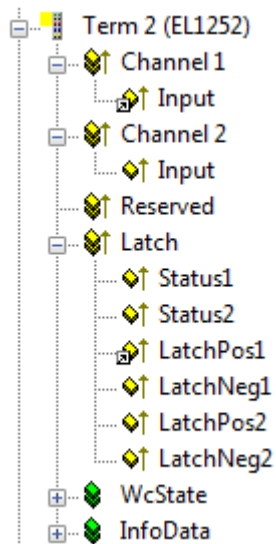 Term 2 (EL1252)
Channel 1
Input
Channel 2
Input
Reserved
Latch
Status1
Status2
LatchPos1
LatchNeg1
LatchPos2
LatchNeg2
WcState
InfoData